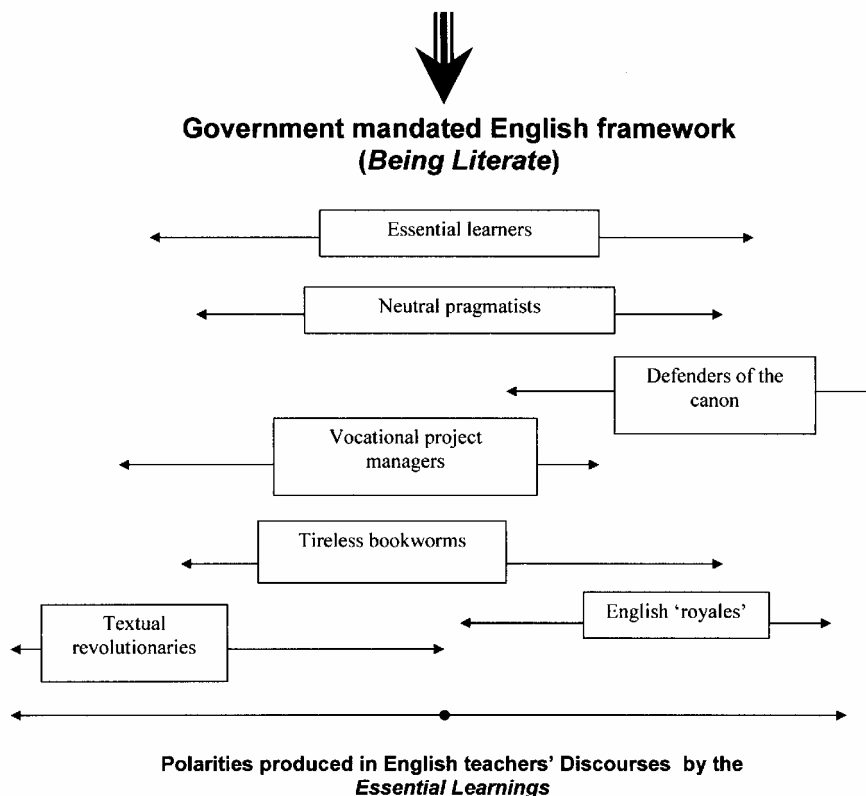 Government mandated English framework
(Being Literate)
Essential learners
Neutral pragmatists
Defenders of the
canon
Vocational project
managers
Tireless bookworms
English ‘royales’
Textual
revolutionaries
Polarities produced in English teachers’ Discourses by the
Essential Learnings